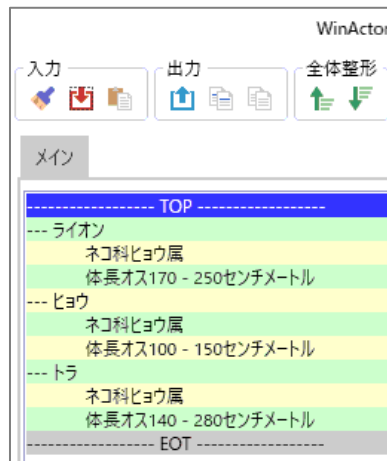 WinActor
入力
出力
全体整形
メイン
------------------ TOP ------------------
--- ライオン
ネコ科ヒョウ属
体長オス170 - 250センチメートル
--- ヒョウ
ネコ科ヒョウ属
体長オス100 - 150センチメートル
--- トラ
ネコ科ヒョウ属
体長オス140 - 280センチメートル
------------------ EOT ------------------